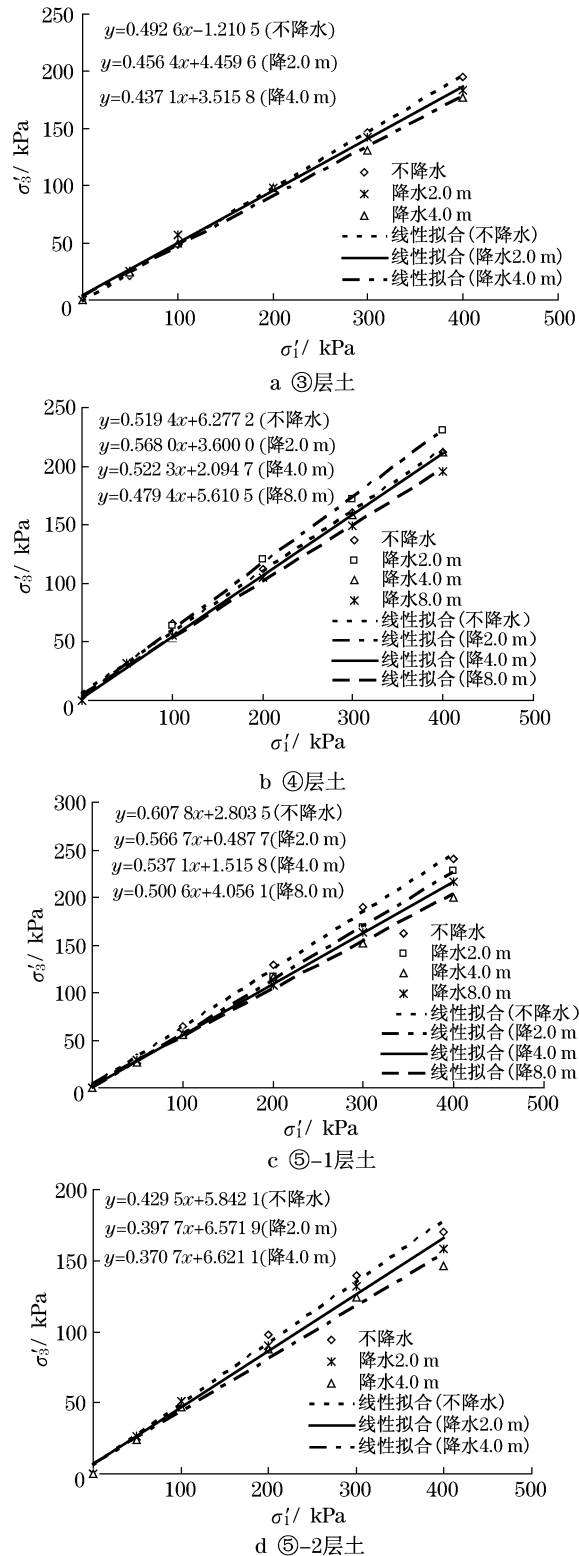 y=0.492 6x−1.210 5 (不降水)
y=0.456 4x+4.459 6 (降2.0 m)
y=0.437 1x+3.515 8 (降4.0 m)
250
200
150
100
50
0
σ′3/ kPa
不降水
降水2.0 m
降水4.0 m
线性拟合(不降水)
线性拟合(降水2.0 m)
线性拟合(降水4.0 m)
100 200 300 400 500
σ′1/ kPa
a ③层土
y=0.519 4x+6.277 2 (不降水)
y=0.568 0x+3.600 0 (降2.0 m)
y=0.522 3x+2.094 7 (降4.0 m)
y=0.479 4x+5.610 5 (降8.0 m)
250
200
150
100
50
0
σ′3/ kPa
不降水
降水2.0 m
降水4.0 m
降水8.0 m
线性拟合(不降水)
线性拟合(降2.0 m)
线性拟合(降4.0 m)
线性拟合(降8.0 m)
100 200 300 400 500
σ′1/ kPa
b ④层土
y=0.607 8x+2.803 5(不降水)
y=0.566 7x+0.487 7(降2.0 m)
y=0.537 1x+1.515 8(降4.0 m)
y=0.500 6x+4.056 1(降8.0 m)
300
250
200
150
100
50
0
σ′3/ kPa
不降水
降水2.0 m
降水4.0 m
降水8.0 m
线性拟合(不降水)
线性拟合(降2.0 m
线性拟合(降4.0 m
线性拟合(降8.0 m
100 200 300 400 500
σ′1/ kPa
c ⑤-1层土
y=0.429 5x+5.842 1(不降水)
y=0.397 7x+6.571 9(降2.0 m)
y=0.370 7x+6.621 1(降4.0 m)
200
150
100
50
0
σ′3/ kPa
不降水
降水2.0 m
降水4.0 m
线性拟合(不降水)
线性拟合(降水2.0 m)
线性拟合(降水4.0 m)
100 200 300 400 500
σ′1/ kPa
d ⑤-2层土